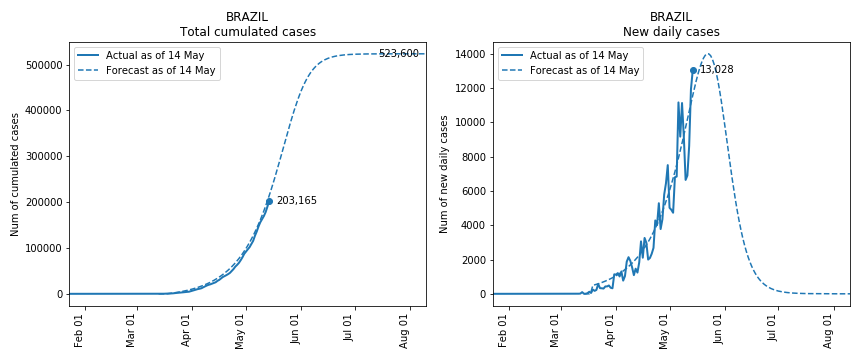 BRAZIL
Total cumulated cases
Num of cumulated cases
500000
400000
300000
200000
100000
0
Actual as of 14 May
Forecast as of 14 May
523,600
203,165
Feb 01
Mar 01
Apr 01
May 01
Jun 01
Jul 01
Aug 01
BRAZIL
New daily cases
Num of new daily cases
14000
12000
10000
8000
6000
4000
2000
0
Actual as of 14 May
Forecast as of 14 May
13,028
Feb 01
Mar 01
Apr 01
May 01
Jun 01
Jul 01
Aug 01